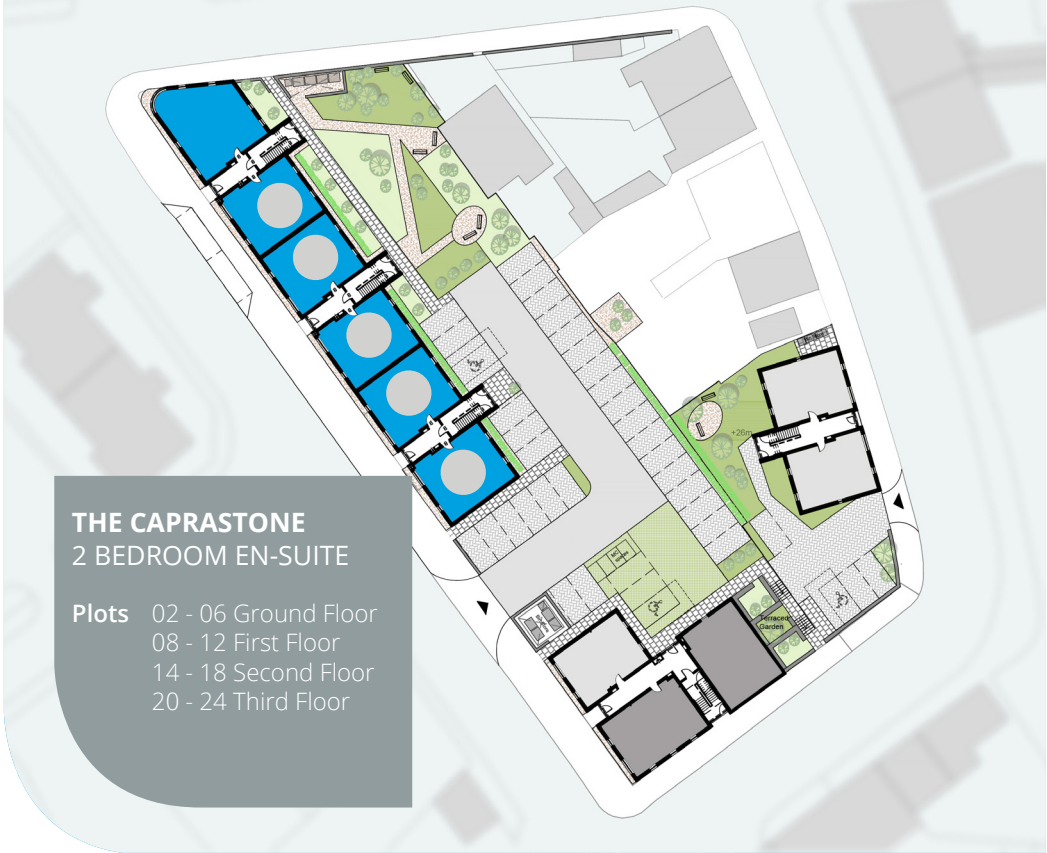 THE CAPRASTONE
2 BEDROOM EN-SUITE
Plots 02 - 06 Ground Floor
08 - 12 First Floor
14 - 18 Second Floor
20 - 24 Third Floor
+26m
Terraced
Garden